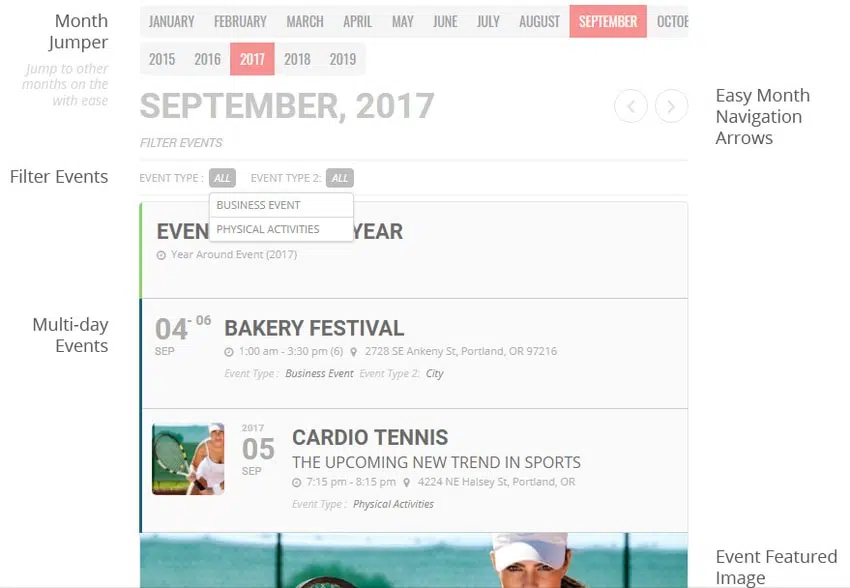 Month
Jumper
Jump to other
months on the
with ease
JANUARY FEBRUARY MARCH APRIL MAY JUNE JULY AUGUST SEPTEMBER OCTOB
2015 2016 2017 2018 2019
SEPTEMBER, 2017
FILTER EVENTS
Easy Month
Navigation
Arrows
Filter Events
EVENT TYPE : ALL EVENT TYPE 2: ALL
BUSINESS EVENT
PHYSICAL ACTIVITIES
EVEN YEAR
Year Around Event (2017)
Multi-day
Events
04 - 06
SEP
BAKERY FESTIVAL
1:00 am - 3:30 pm (6) 2728 SE Ankeny St, Portland, OR 97216
Event Type : Business Event Event Type 2: City
2017
05
SEP
CARDIO TENNIS
THE UPCOMING NEW TREND IN SPORTS
7:15 pm - 8:15 pm 4224 NE Halsey St, Portland, OR
Event Type : Physical Activities
Event Featured
Image